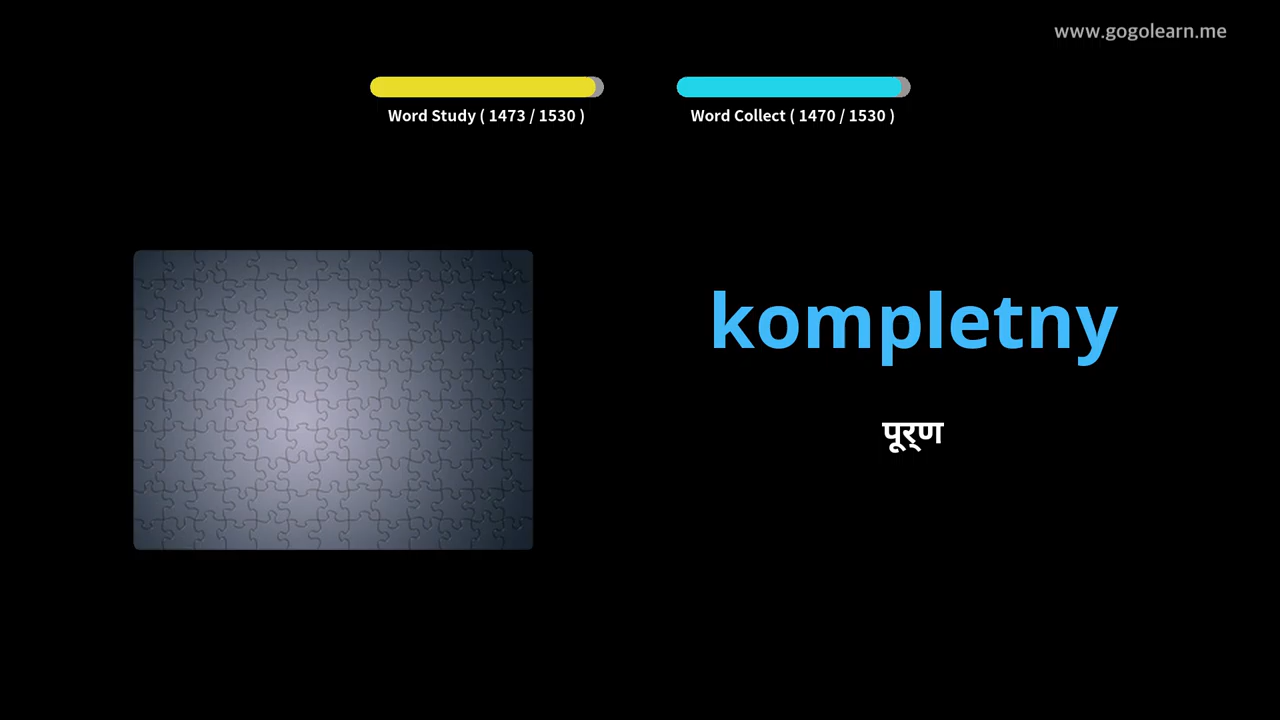 www.gogolearn.me
Word Study ( 1473 / 1530 )
Word Collect ( 1470 / 1530 )
kompletny
पूर्ण